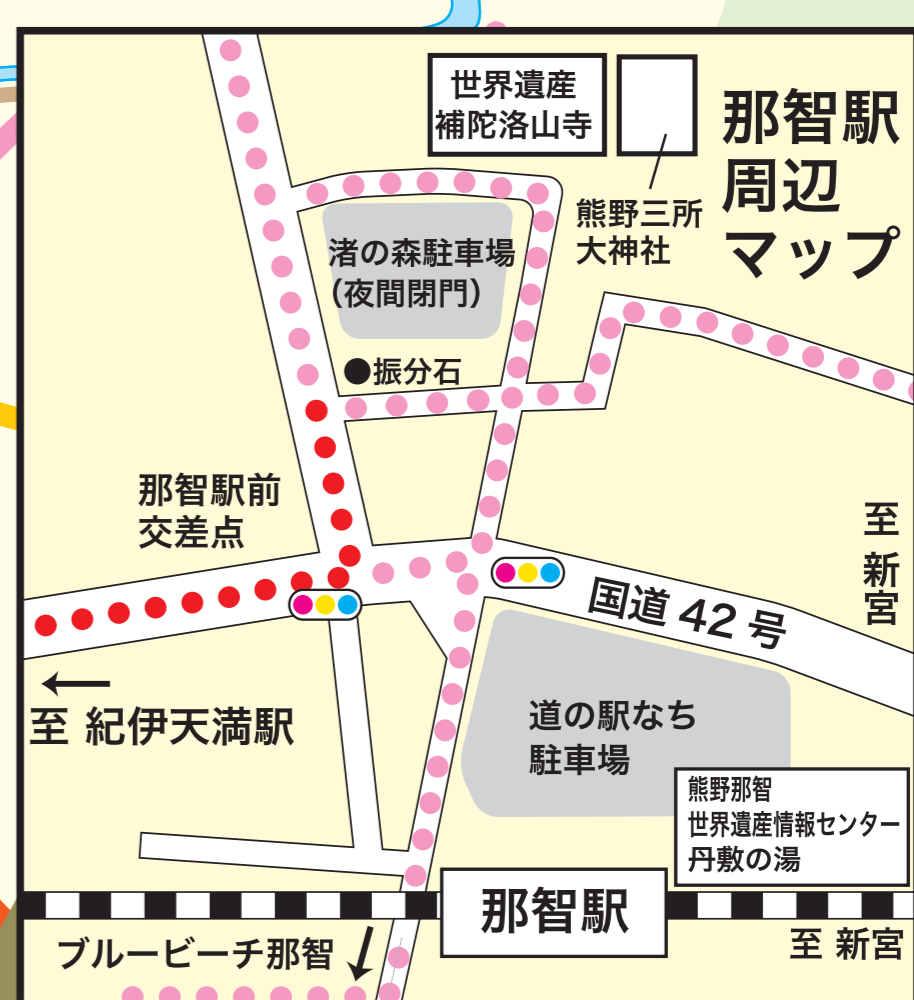 世界遺産
補陀洛山寺
那智駅
周辺
マップ
熊野三所
大神社
渚の森駐車場
（夜間閉門）
●振分石
那智駅前
交差点
至 新宮
国道 42 号
至 紀伊天満駅
道の駅なち
駐車場
熊野那智
世界遺産情報センター
丹敷の湯
那智駅
至 新宮
ブルービーチ那智